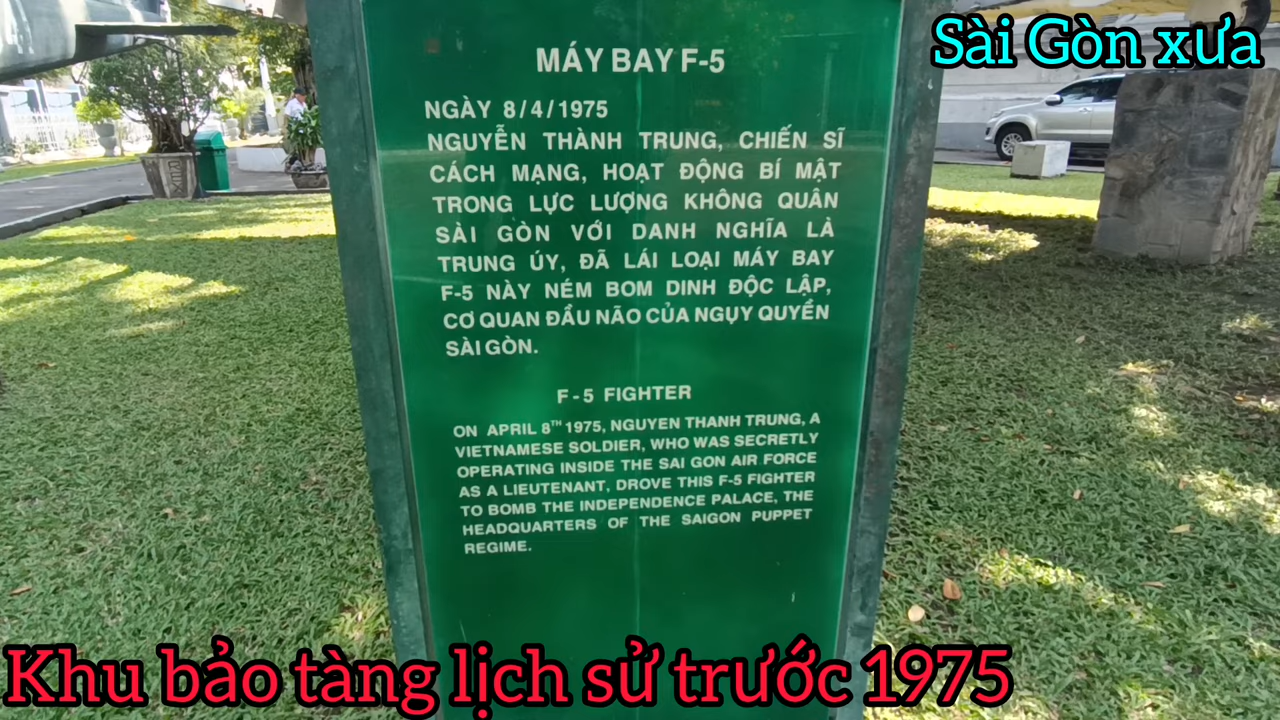 Sài Gòn xưa
MÁY BAY F-5
NGÀY 8/4/1975
NGUYỄN THÀNH TRUNG, CHIẾN SĨ
CÁCH MẠNG, HOẠT ĐỘNG BÍ MẬT
TRONG LỰC LƯỢNG KHÔNG QUÂN
SÀI GÒN VỚI DANH NGHĨA LÀ
TRUNG ÚY, ĐÃ LÁI LOẠI MÁY BAY
F-5 NÀY NÉM BOM DINH ĐỘC LẬP,
CƠ QUAN ĐẦU NÃO CỦA NGỤY QUYỀN
SÀI GÒN.
F-5 FIGHTER
ON APRIL 8TH 1975, NGUYEN THANH TRUNG, A
VIETNAMESE SOLDIER, WHO WAS SECRETLY
OPERATING INSIDE THE SAI GON AIR FORCE
AS A LIEUTENANT, DROVE THIS F-5 FIGHTER
TO BOMB THE INDEPENDENCE PALACE, THE
HEADQUARTERS OF THE SAIGON PUPPET
REGIME.
Khu bảo tàng lịch sử trước 1975